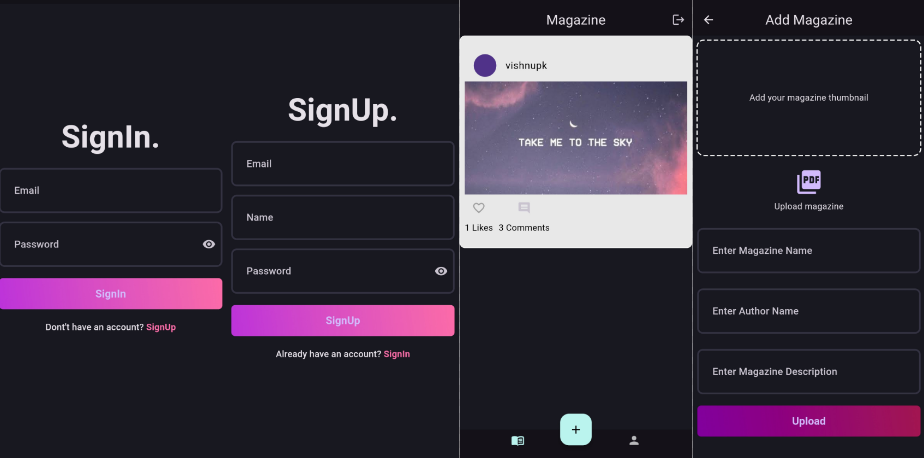 SignIn.
Email
Password
SignIn
Dont't have an account? SignUp
SignUp.
Email
Name
Password
SignUp
Already have an account? SignIn
Magazine
vishnupk
TAKE ME TO THE SKY
1 Likes 3 Comments
Add Magazine
Add your magazine thumbnail
PDF
Upload magazine
Enter Magazine Name
Enter Author Name
Enter Magazine Description
Upload